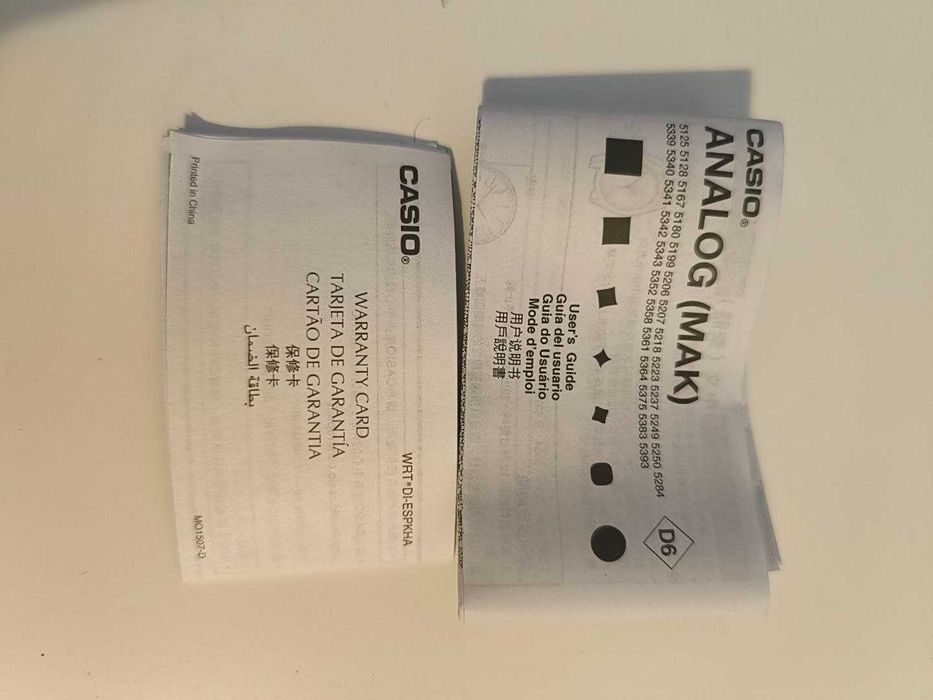 CASIO®
ANALOG (MAK)
5125 5128 5167 5180 5199 5206 5207 5218 5223 5237 5249 5250 5284
5339 5340 5341 5342 5343 5352 5358 5361 5364 5375 5383 5393
D6
User's Guide
Guía del usuario
Guia do Usuário
Mode d'emploi
用户说明书
用戶說明書
CASIO®
WRT*DI-ESPKHA
WARRANTY CARD
TARJETA DE GARANTÍA
CARTÃO DE GARANTIA
保修卡
保修卡
بطاقة الضمان
Printed in China
MO1507-D